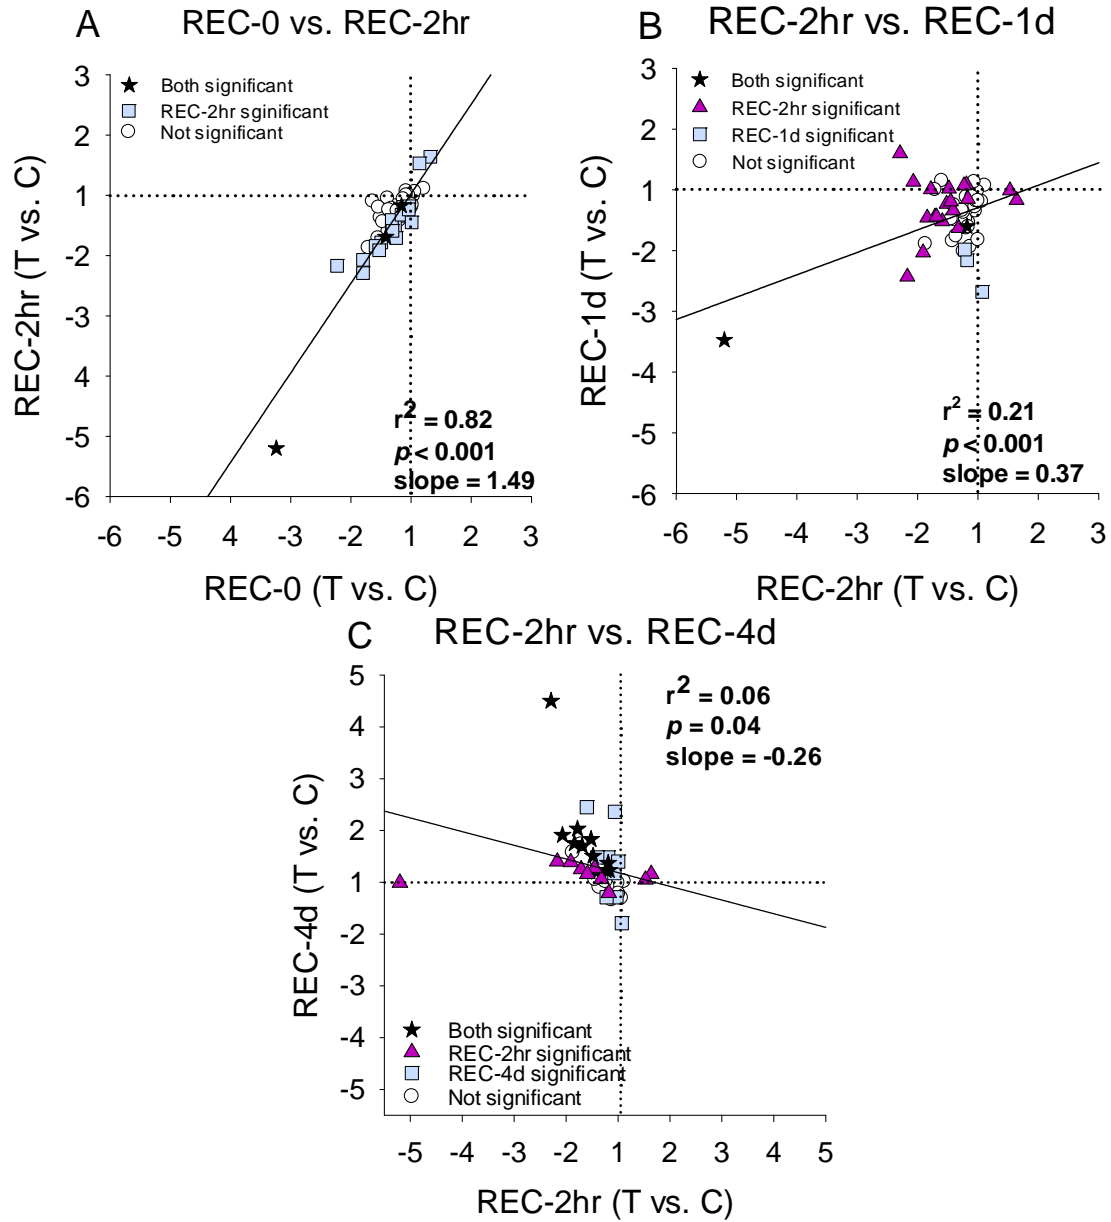 A
REC-0 vs. REC-2hr
Both significant
REC-2hr sginificant
Not significant
3
2
1
-2
-3
-4
-5
-6
REC-2hr (T vs. C)
r2 = 0.82
p < 0.001
slope = 1.49
-6 -5 4 -3 -2 1 2 3
REC-0 (T vs. C)
B
REC-2hr vs. REC-1d
Both significant
REC-2hr significant
REC-1d significant
Not significant
3
2
1
-2
-3
-4
-5
-6
REC-1d (T vs. C)
r2 = 0.21
p < 0.001
slope = 0.37
-6 -5 -4 -3 -2 1 2 3
REC-2hr (T vs. C)
C
REC-2hr vs. REC-4d
5
4
3
2
1
-2
-3
-4
-5
REC-4d (T vs. C)
r2 = 0.06
p = 0.04
slope = -0.26
Both significant
REC-2hr significant
REC-4d significant
Not significant
-5 -4 -3 -2 1 2 3 4 5
REC-2hr (T vs. C)